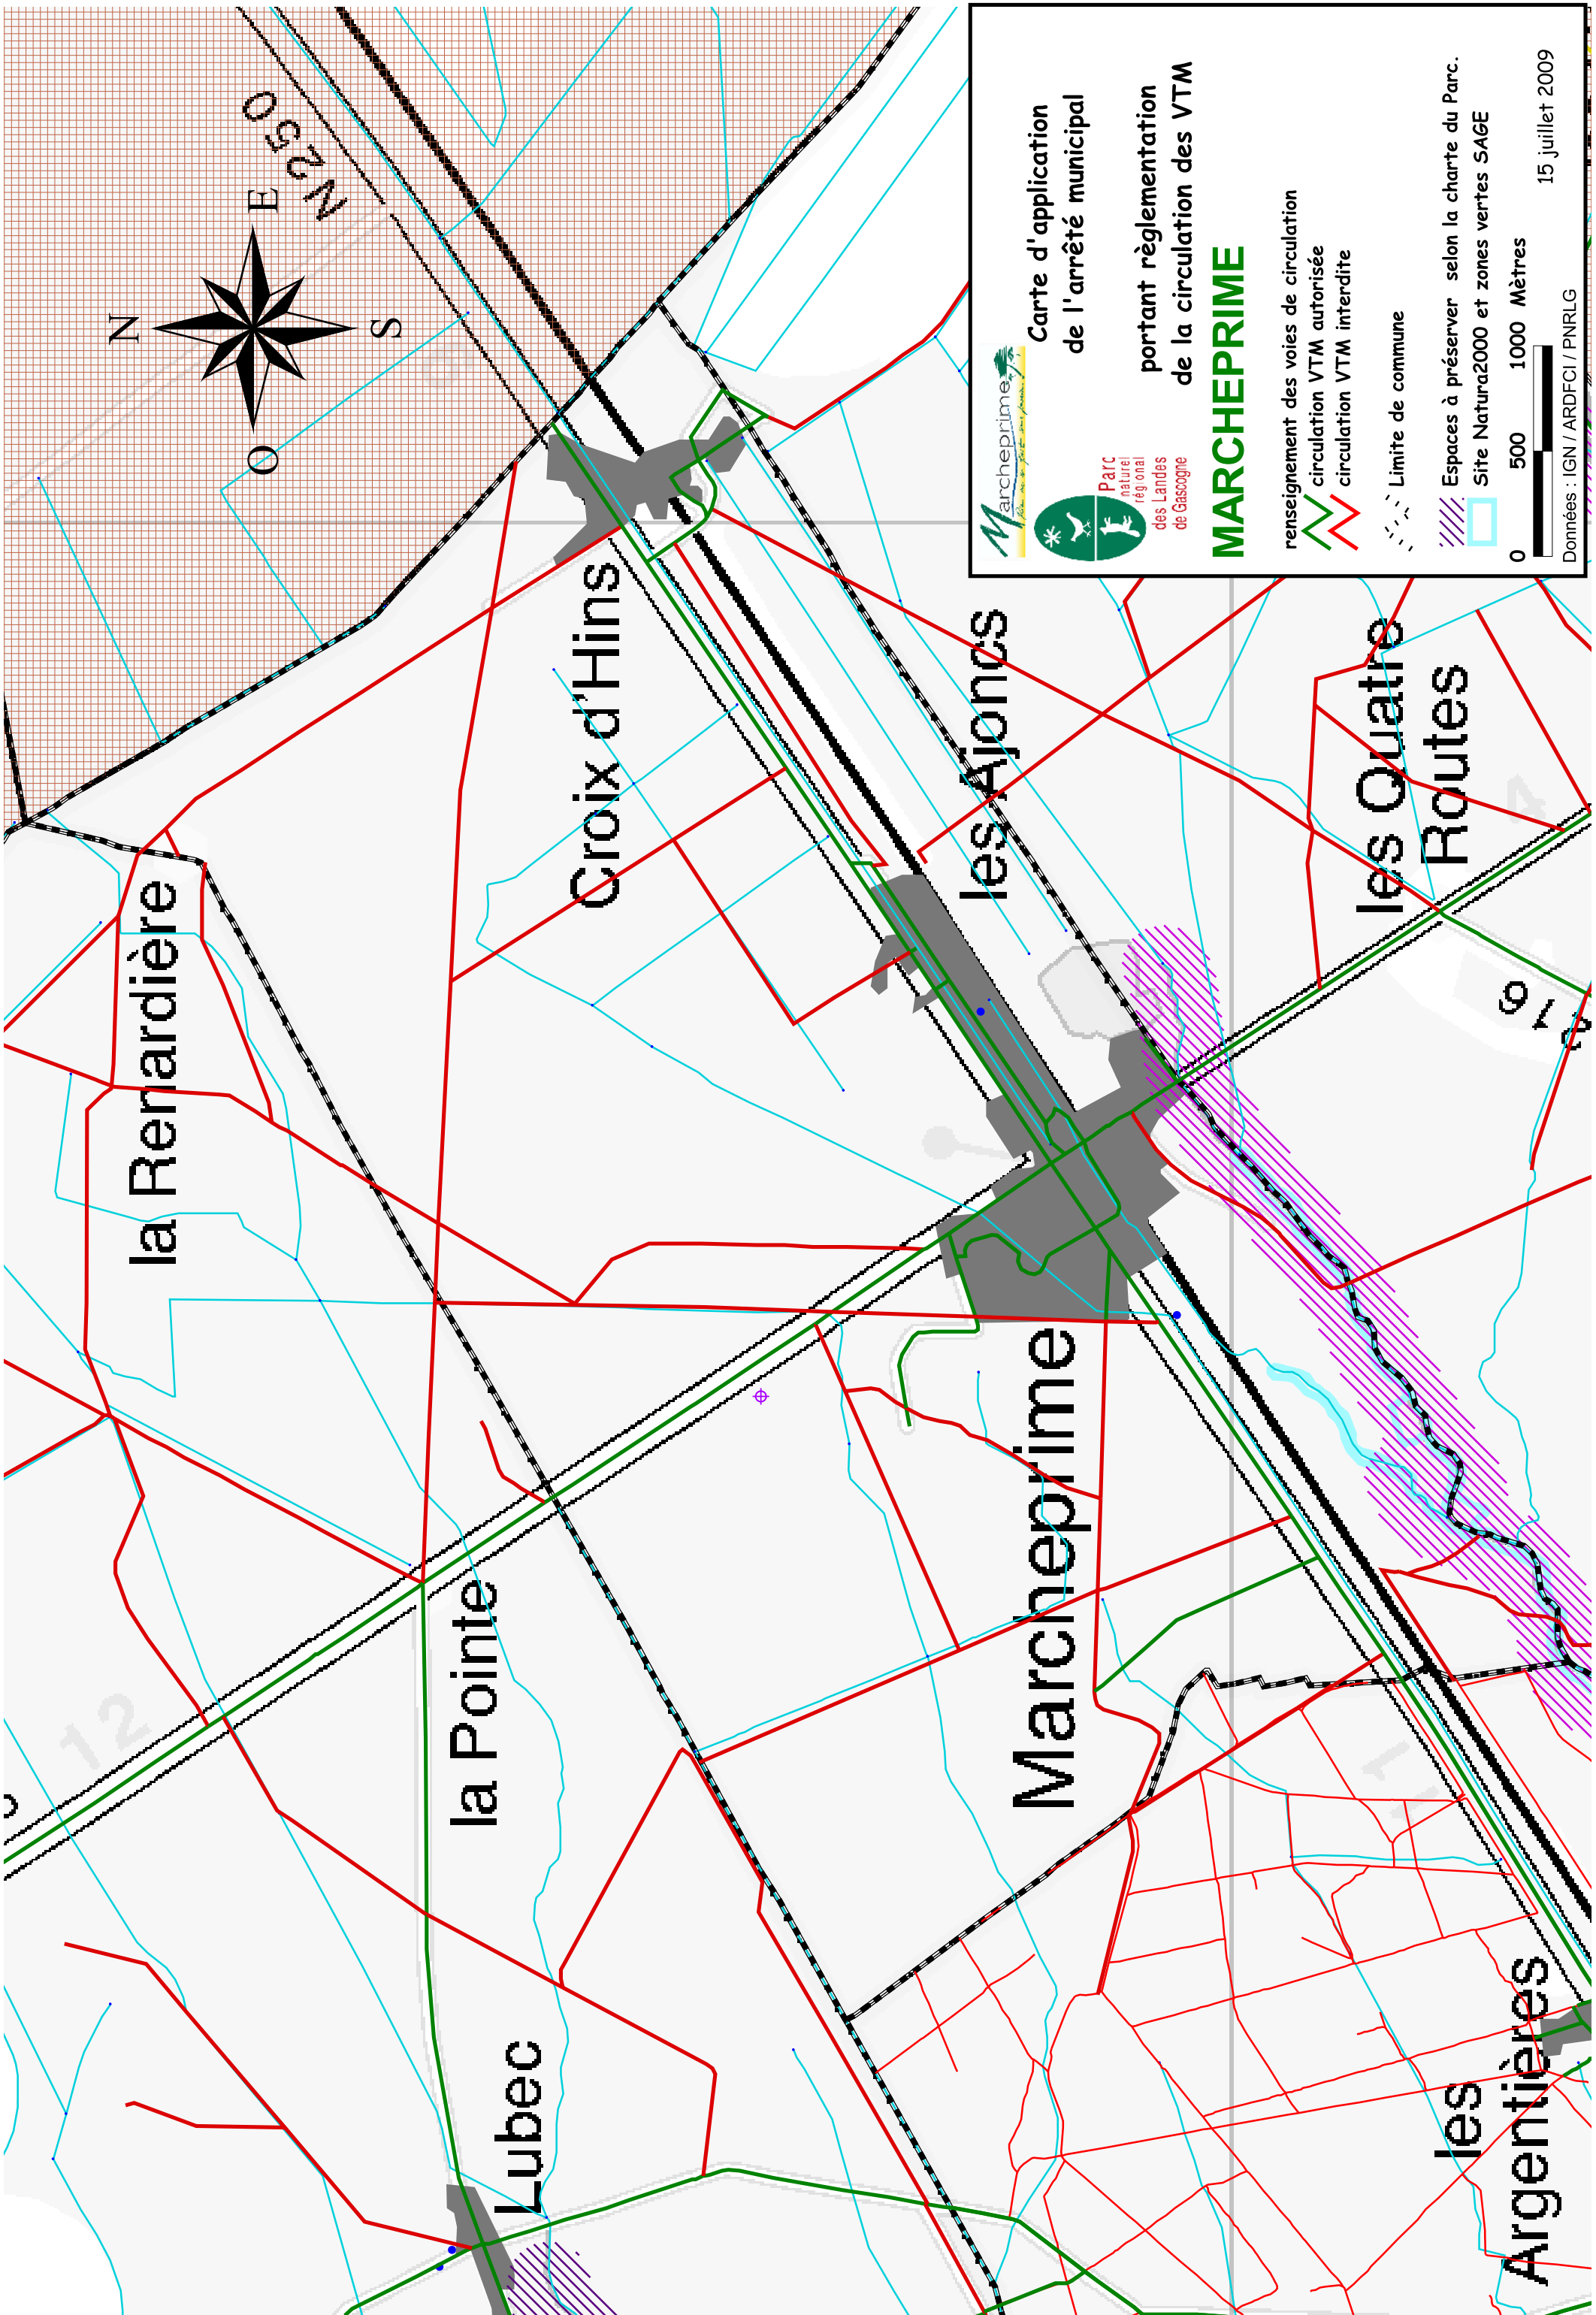 N250
N
E
S
O
la Renardière
Croix d'Hins
les Ajoncs
les Quatre
Routes
la Pointe
Marcheprime
Lubec
les
Argentières
12
11
4
Marcheprime
Parc
naturel
régional
des Landes
de Gascogne
Carte d'application
de l'arrêté municipal
portant règlementation
de la circulation des VTM
MARCHEPRIME
renseignement des voies de circulation
circulation VTM autorisée
circulation VTM interdite
Limite de commune
Espaces à préserver selon la charte du Parc.
Site Natura2000 et zones vertes SAGE
0 500 1000 Mètres
15 juillet 2009
Données : IGN / ARDFCI / PNRLG